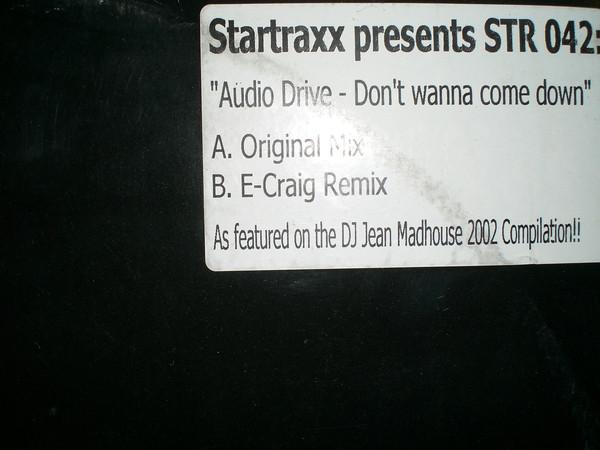 Startraxx presents STR 042:
"Audio Drive - Don't wanna come down"
A. Original Mix
B. E-Craig Remix
As featured on the DJ Jean Madhouse 2002 Compilation!!